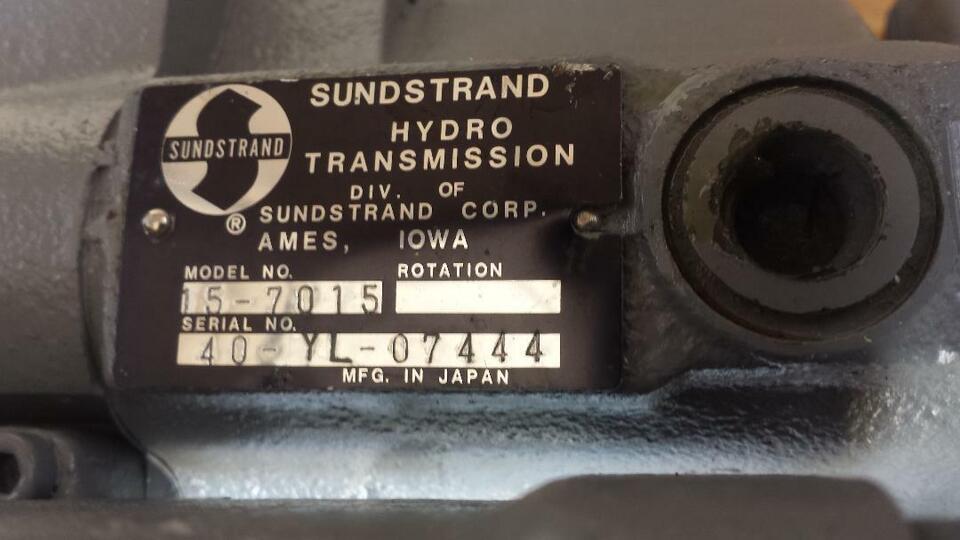 SUNDSTRAND
SUNDSTRAND
HYDRO
TRANSMISSION
DIV. OF
® SUNDSTRAND CORP.
AMES, IOWA
MODEL NO. ROTATION
15-7015
SERIAL NO.
40-YL-07444
MFG. IN JAPAN